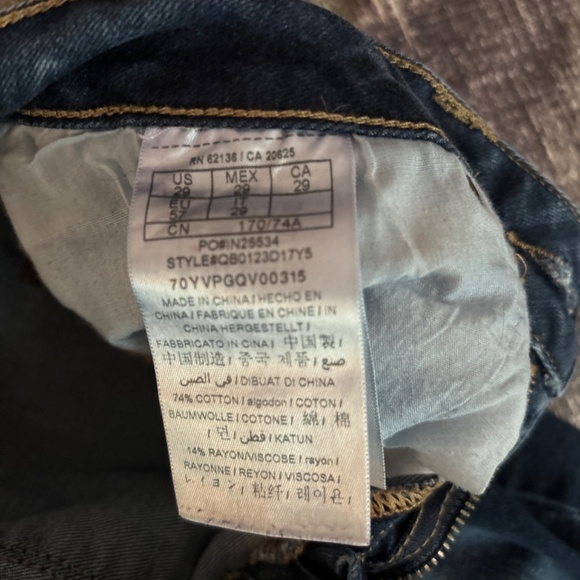 RN 62136 / CA 20625
US MEX CA
29 29 29
EU IT
57 29
CN 170/74A
PO#IN25534
STYLE#QB0123D17Y5
70YVPGQV00315
MADE IN CHINA / HECHO EN
CHINA / FABRIQUE EN CHINE / IN
CHINA HERGESTELLT /
FABBRICATO IN CINA / 中国製 /
中国制造 / 중국 제품 / صنع
في الصين / DIBUAT DI CHINA
74% COTTON / algodon / COTON /
BAUMWOLLE / COTONE / 綿 / 棉
/ 면 / قطن / KATUN
14% RAYON/VISCOSE / rayon /
RAYONNE / REYON / VISCOSA /
レイヨン / 粘纤 / 레이온 /